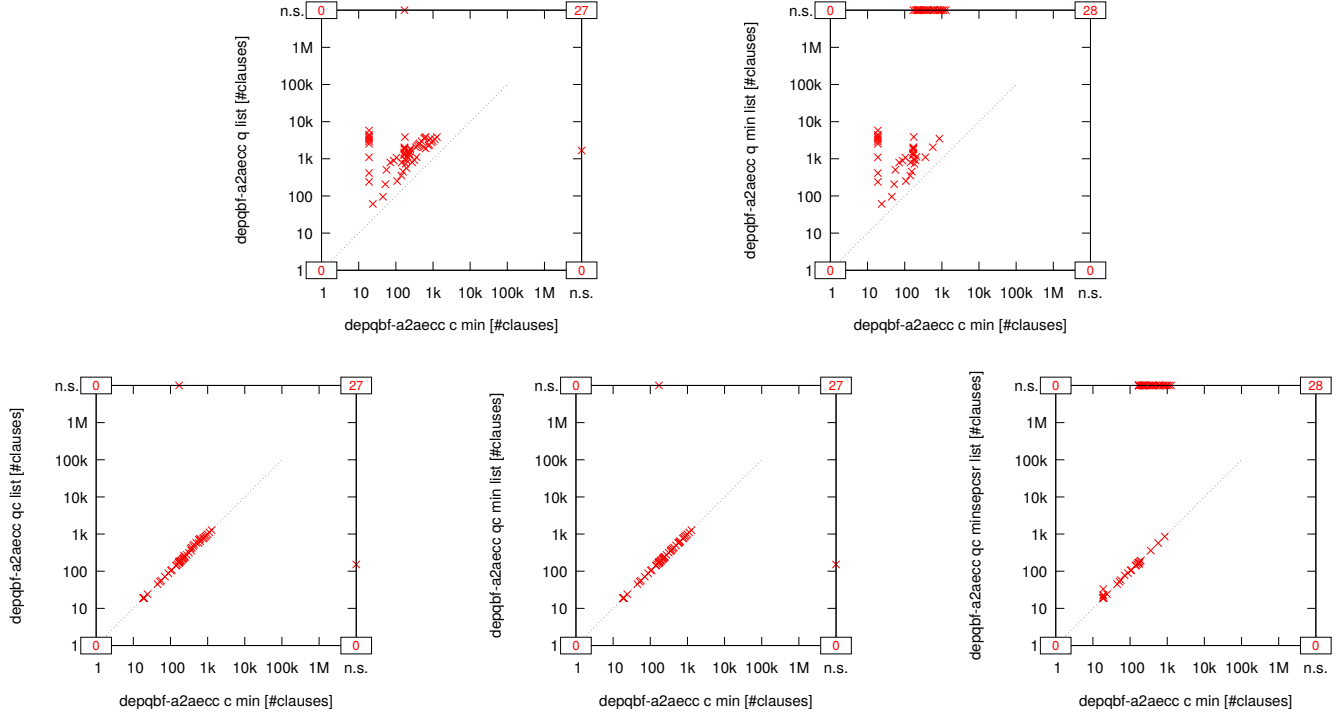 n.s.
0
27
1M
100k
10k
1k
100
10
1
0
0
1
10
100
1k
10k
100k
1M
n.s.
depqbf-a2aecc q list [#clauses]
depqbf-a2aecc c min [#clauses]
n.s.
0
28
1M
100k
10k
1k
100
10
1
0
0
1
10
100
1k
10k
100k
1M
n.s.
depqbf-a2aecc q min list [#clauses]
depqbf-a2aecc c min [#clauses]
n.s.
0
27
1M
100k
10k
1k
100
10
1
0
0
1
10
100
1k
10k
100k
1M
n.s.
depqbf-a2aecc qc list [#clauses]
depqbf-a2aecc c min [#clauses]
n.s.
0
27
1M
100k
10k
1k
100
10
1
0
0
1
10
100
1k
10k
100k
1M
n.s.
depqbf-a2aecc qc min list [#clauses]
depqbf-a2aecc c min [#clauses]
n.s.
0
28
1M
100k
10k
1k
100
10
1
0
0
1
10
100
1k
10k
100k
1M
n.s.
depqbf-a2aecc qc minsepcsr list [#clauses]
depqbf-a2aecc c min [#clauses]